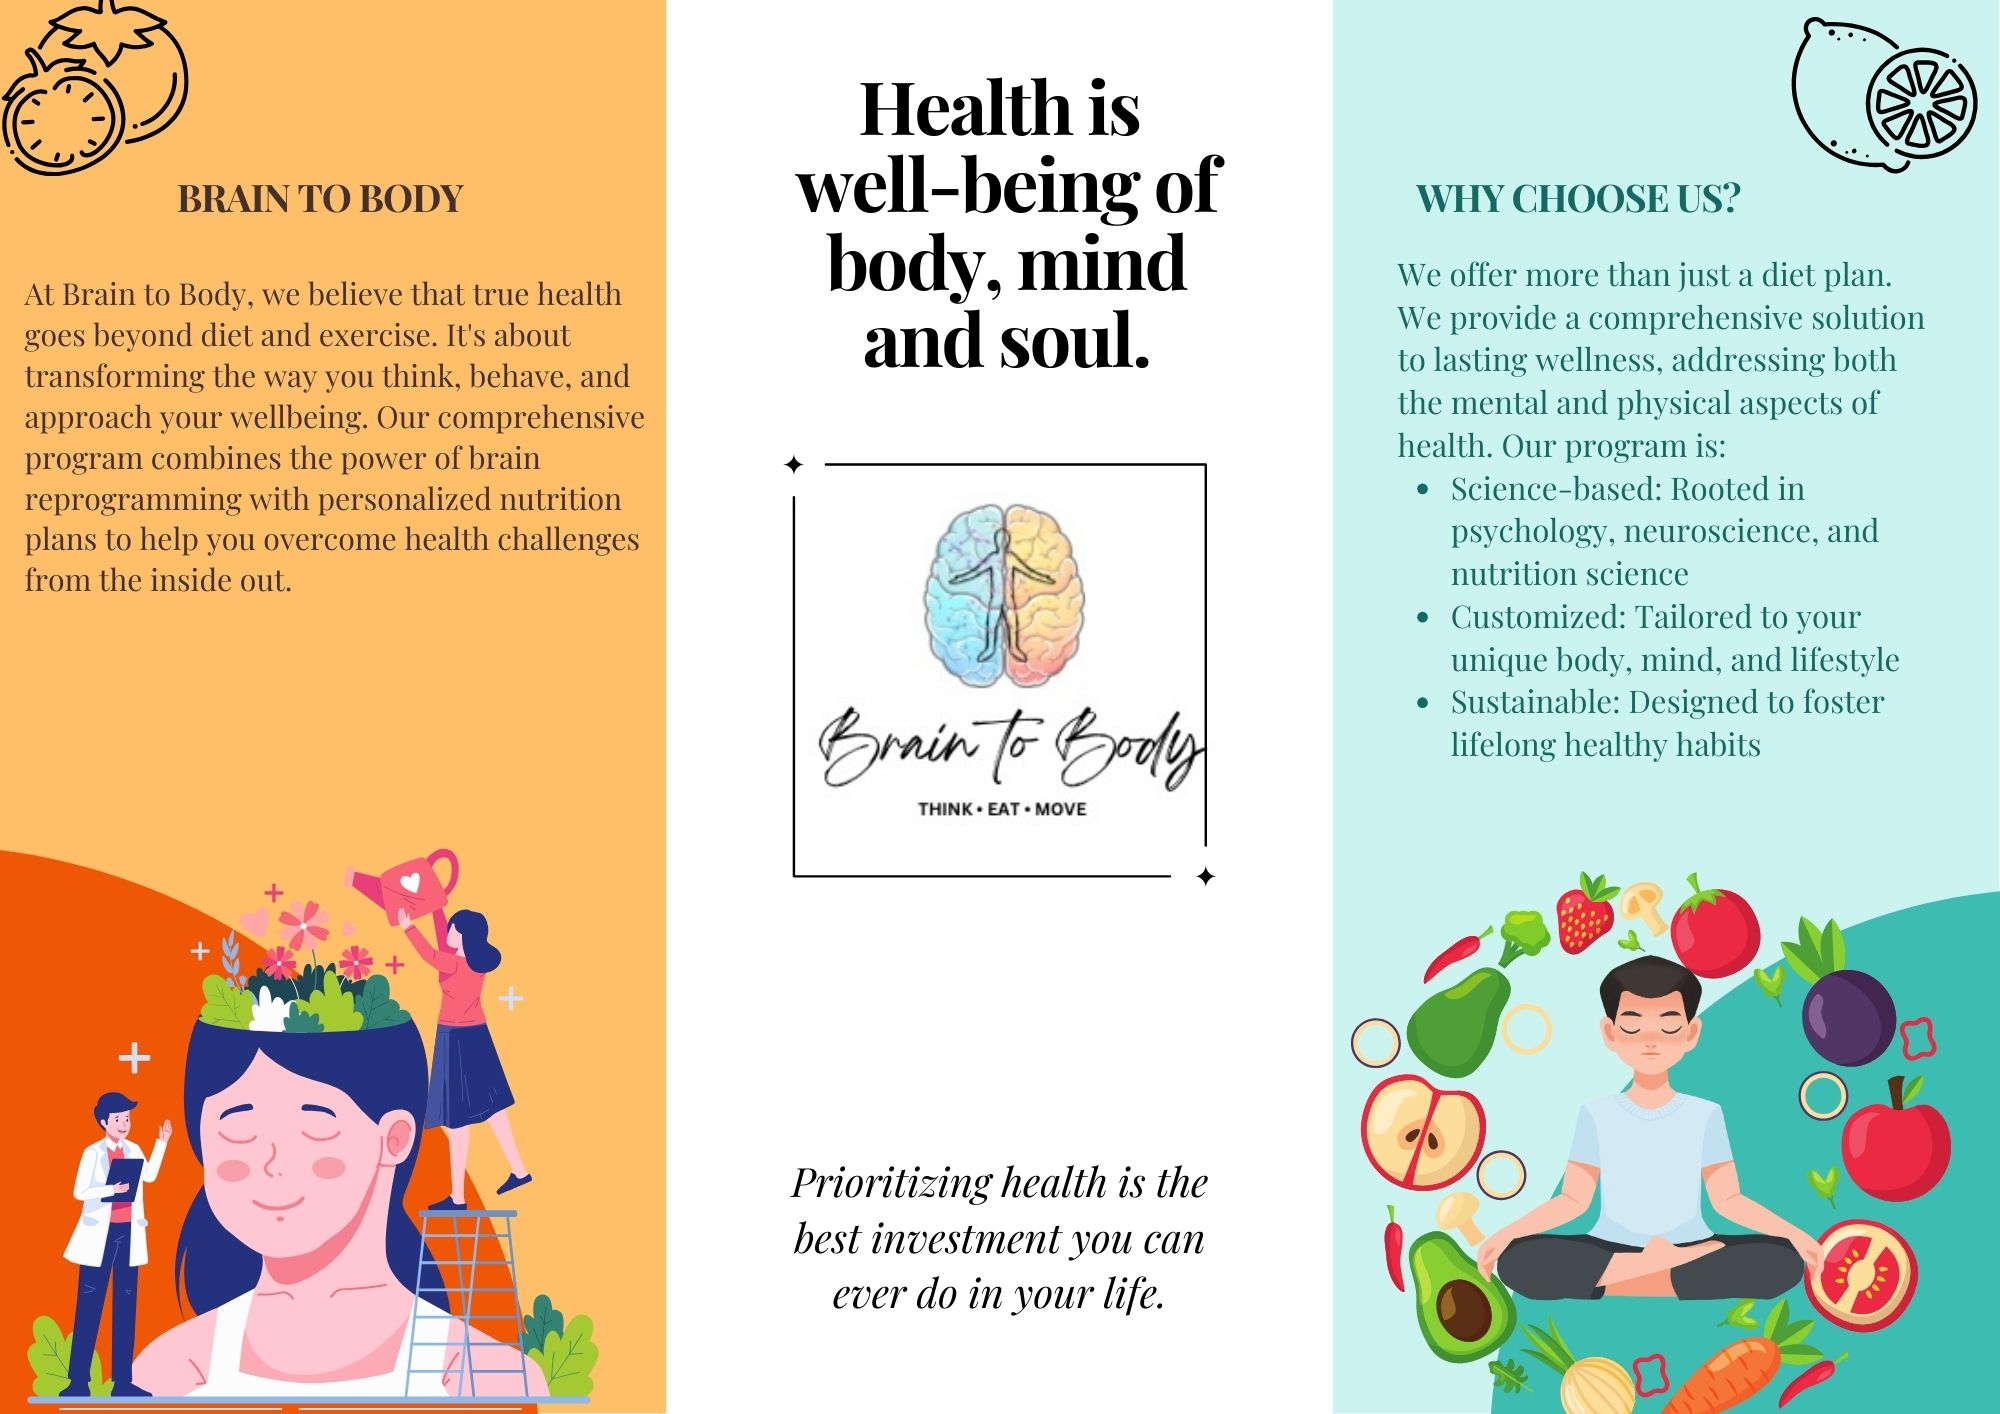 BRAIN TO BODY
At Brain to Body, we believe that true health
goes beyond diet and exercise. It's about
transforming the way you think, behave, and
approach your wellbeing. Our comprehensive
program combines the power of brain
reprogramming with personalized nutrition
plans to help you overcome health challenges
from the inside out.
Health is
well-being of
body, mind
and soul.
Brain to Body
THINK • EAT • MOVE
Prioritizing health is the
best investment you can
ever do in your life.
WHY CHOOSE US?
We offer more than just a diet plan.
We provide a comprehensive solution
to lasting wellness, addressing both
the mental and physical aspects of
health. Our program is:
• Science-based: Rooted in
psychology, neuroscience, and
nutrition science
• Customized: Tailored to your
unique body, mind, and lifestyle
• Sustainable: Designed to foster
lifelong healthy habits